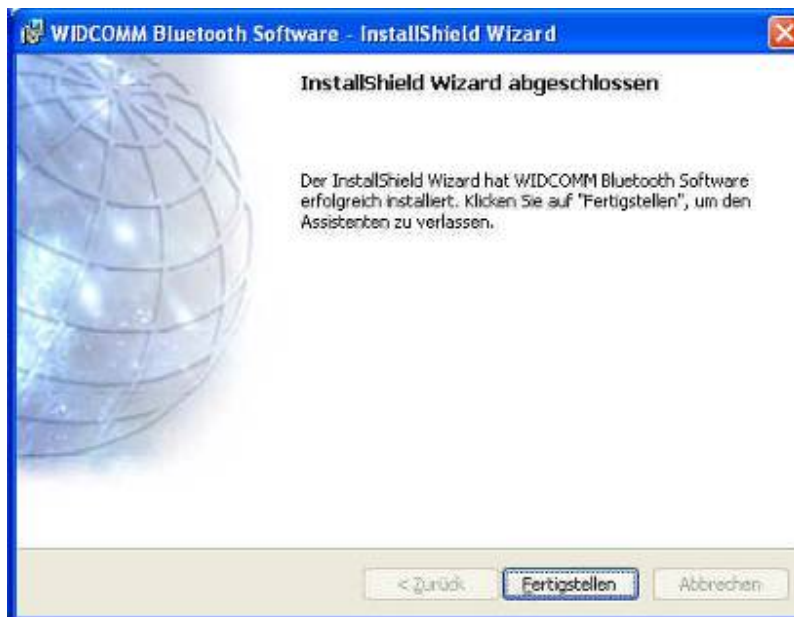 WIDCOMM Bluetooth Software - InstallShield Wizard
InstallShield Wizard abgeschlossen
Der InstallShield Wizard hat WIDCOMM Bluetooth Software
erfolgreich installiert. Klicken Sie auf "Fertigstellen", um den
Assistenten zu verlassen.
< Zurück Fertigstellen Abbrechen